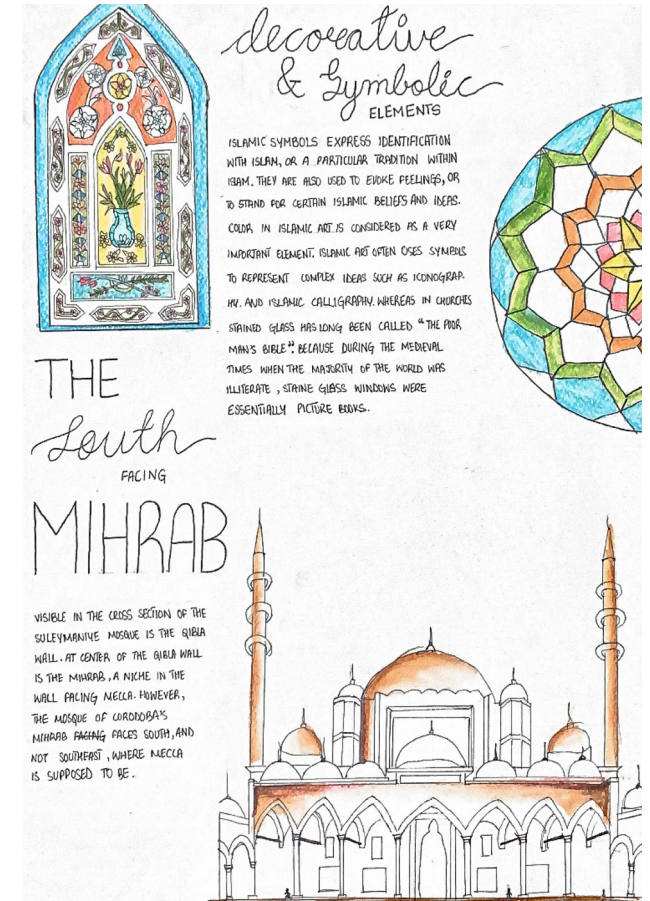 decorative
& Symbolic
ELEMENTS
ISLAMIC SYMBOLS EXPRESS IDENTIFICATION
WITH ISLAN, OR A PARTICULAR TRADITION WITHIN
ISLAM. THEY ARE ALSO USED TO EVOKE FEELINGS, OR
TO STAND FOR CERTAIN ISLAMIC BELIEFS AND IDEAS.
COLOR IN ISLAMIC ART IS CONSIDERED AS A VERY
IMPORTANT ELEMENT. ISLAMIC ART OFTEN USES SYMBOLS
TO REPRESENT COMPLEX IDEAS SUCH AS ICONOGRAP-
HY. AND ISLAMIC CALLIGRAPHY. WHEREAS IN CHURCHES
STAINED GLASS HAS LONG BEEN CALLED "THE POOR
MAN'S BIBLE". BECAUSE DURING THE MEDIEVAL
TIMES WHEN THE MAJORITY OF THE WORLD WAS
ILLITERATE, STAINE GLASS WINDOWS WERE
ESSENTIALLY PICTURE BOOKS.
THE
South
FACING
MIHRAB
VISIBLE IN THE CROSS SECTION OF THE
SULEYMANIYE MOSQUE IS THE QIBLA
WALL. AT CENTER OF THE QIBLA WALL
IS THE MIHRAB, A NICHE IN THE
WALL FACING MECCA. HOWEVER,
THE MOSQUE OF CORODOBA'S
MIHRAB FACING FACES SOUTH, AND
NOT SOUTHEAST, WHERE MECCA
IS SUPPOSED TO BE.